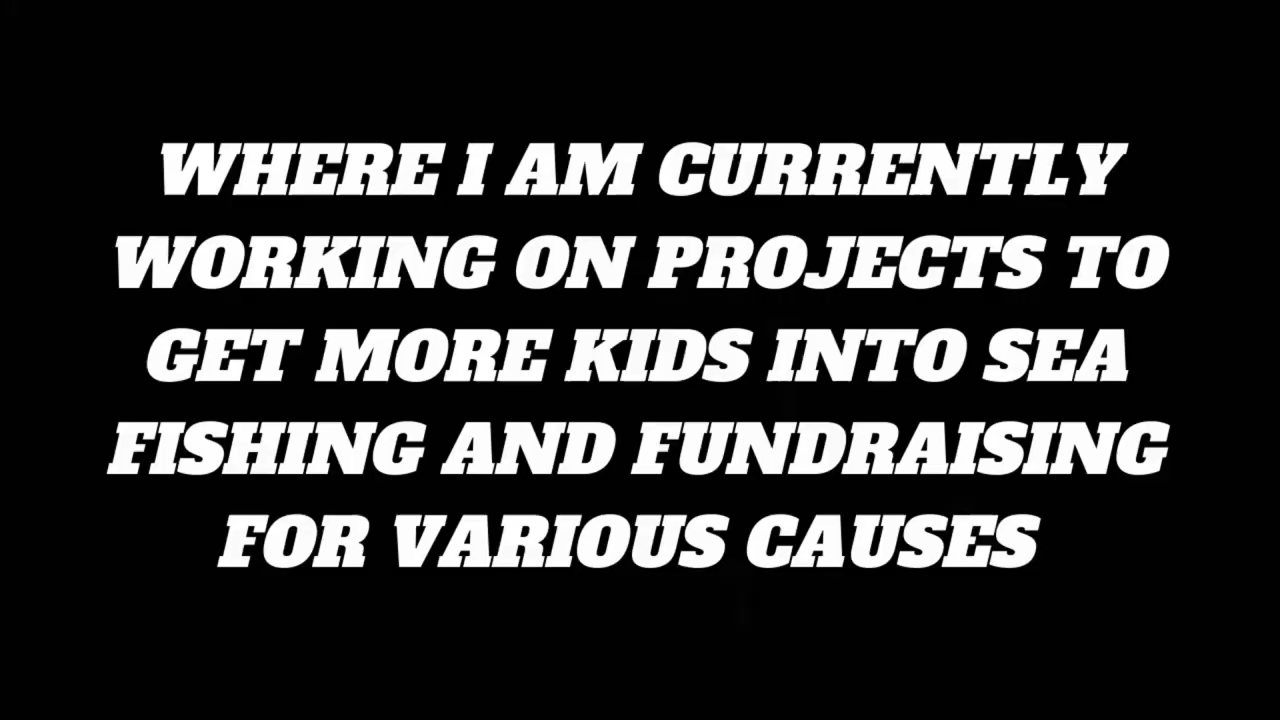 WHERE I AM CURRENTLY
WORKING ON PROJECTS TO
GET MORE KIDS INTO SEA
FISHING AND FUNDRAISING
FOR VARIOUS CAUSES